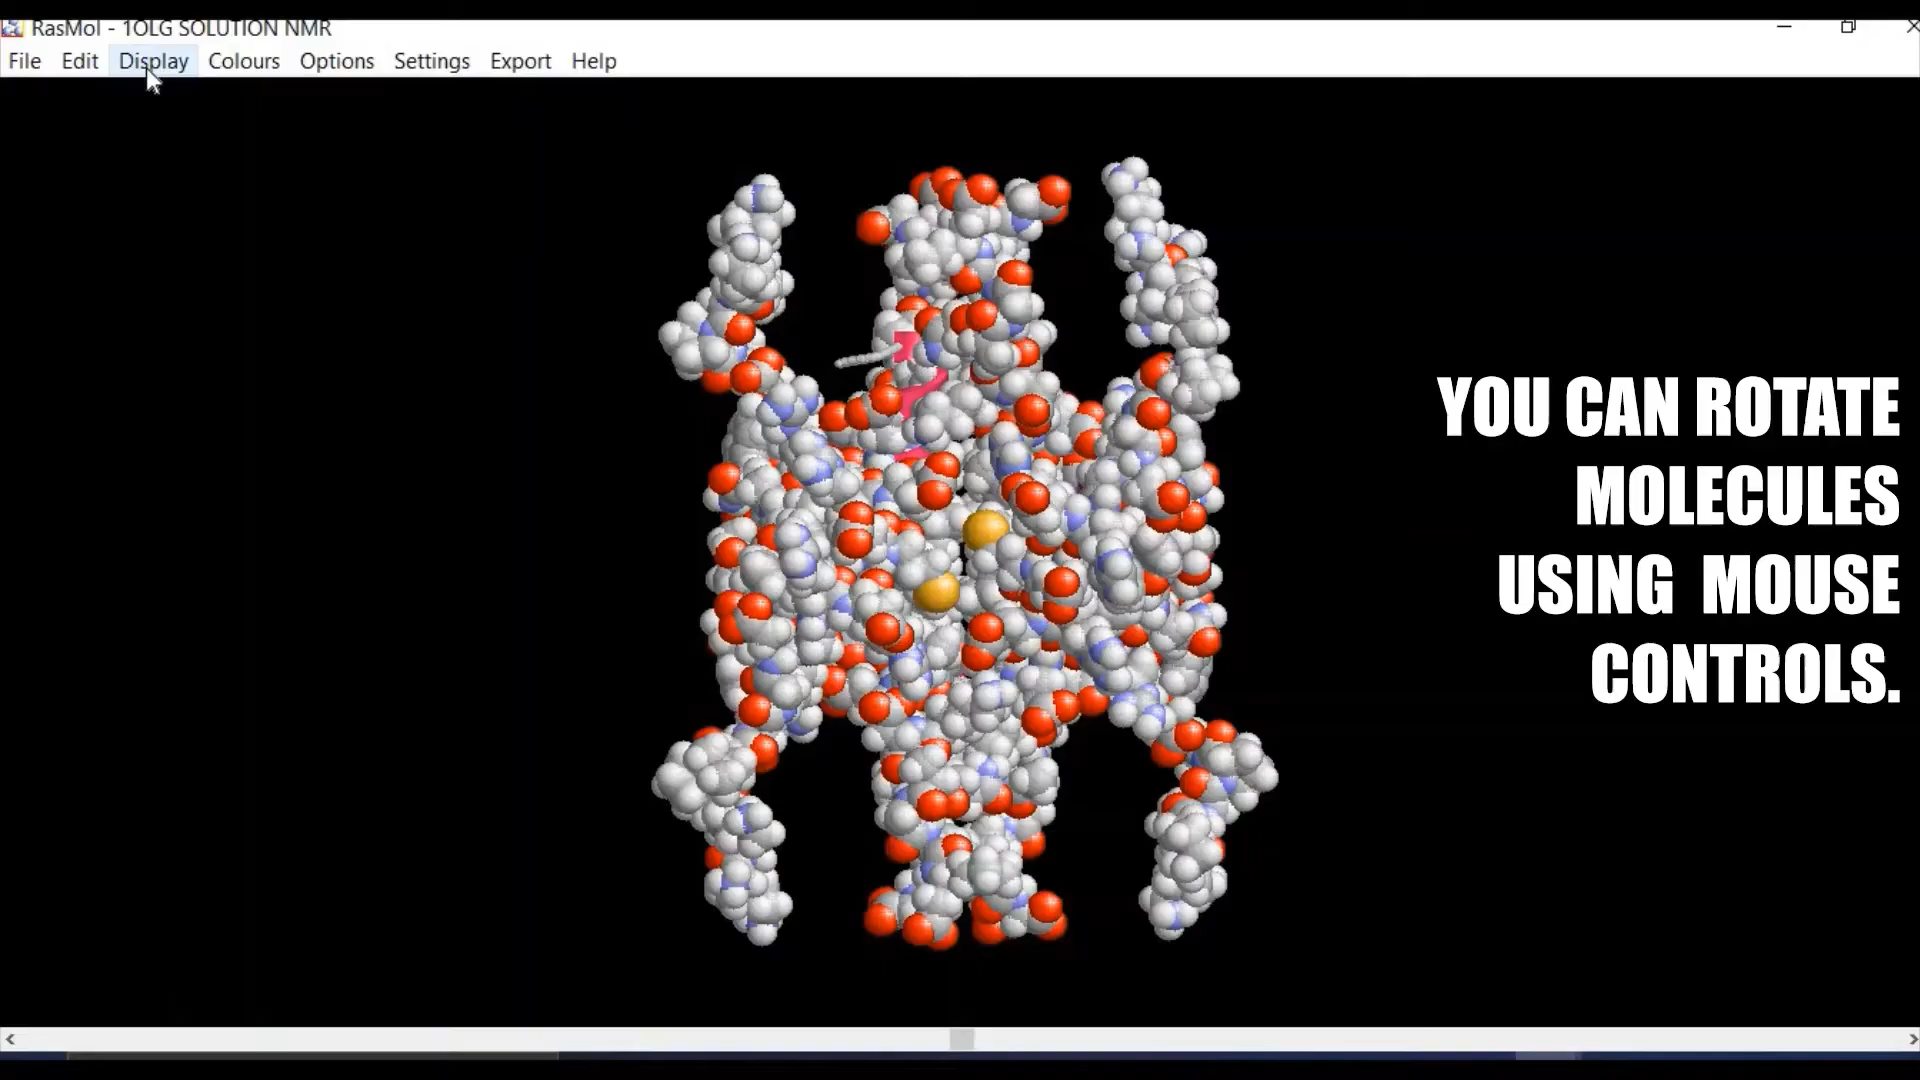 RasMol - 1OLG SOLUTION NMR
File Edit Display Colours Options Settings Export Help
YOU CAN ROTATE
MOLECULES
USING MOUSE
CONTROLS.